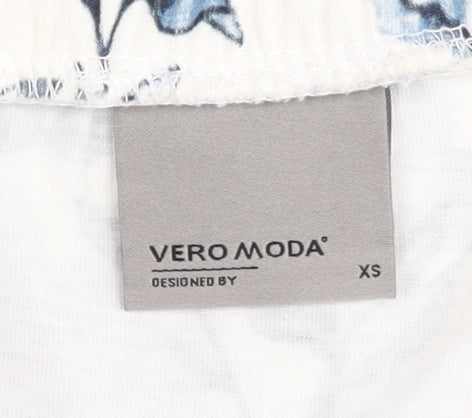 VERO MODA°
DESIGNED BY
XS